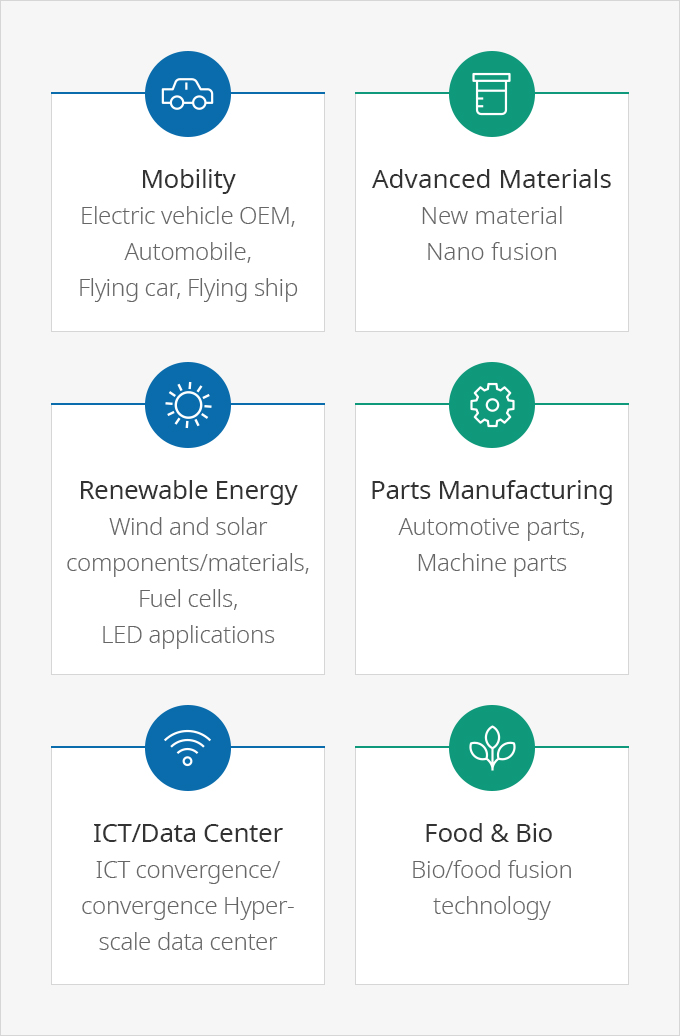 Mobility
Electric vehicle OEM,
Automobile,
Flying car, Flying ship
Advanced Materials
New material
Nano fusion
Renewable Energy
Wind and solar
components/materials,
Fuel cells,
LED applications
Parts Manufacturing
Automotive parts,
Machine parts
ICT/Data Center
ICT convergence/
convergence Hyper-
scale data center
Food & Bio
Bio/food fusion
technology